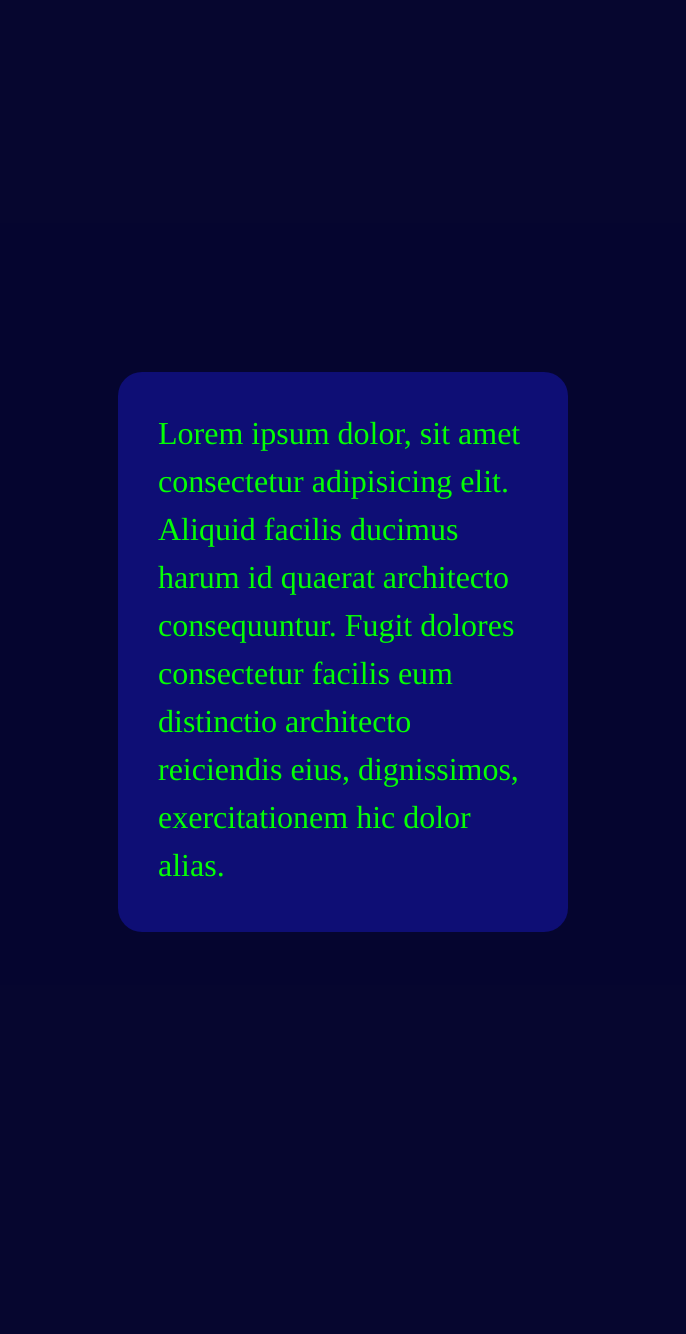 Lorem ipsum dolor, sit amet
consectetur adipisicing elit.
Aliquid facilis ducimus
harum id quaerat architecto
consequuntur. Fugit dolores
consectetur facilis eum
distinctio architecto
reiciendis eius, dignissimos,
exercitationem hic dolor
alias.